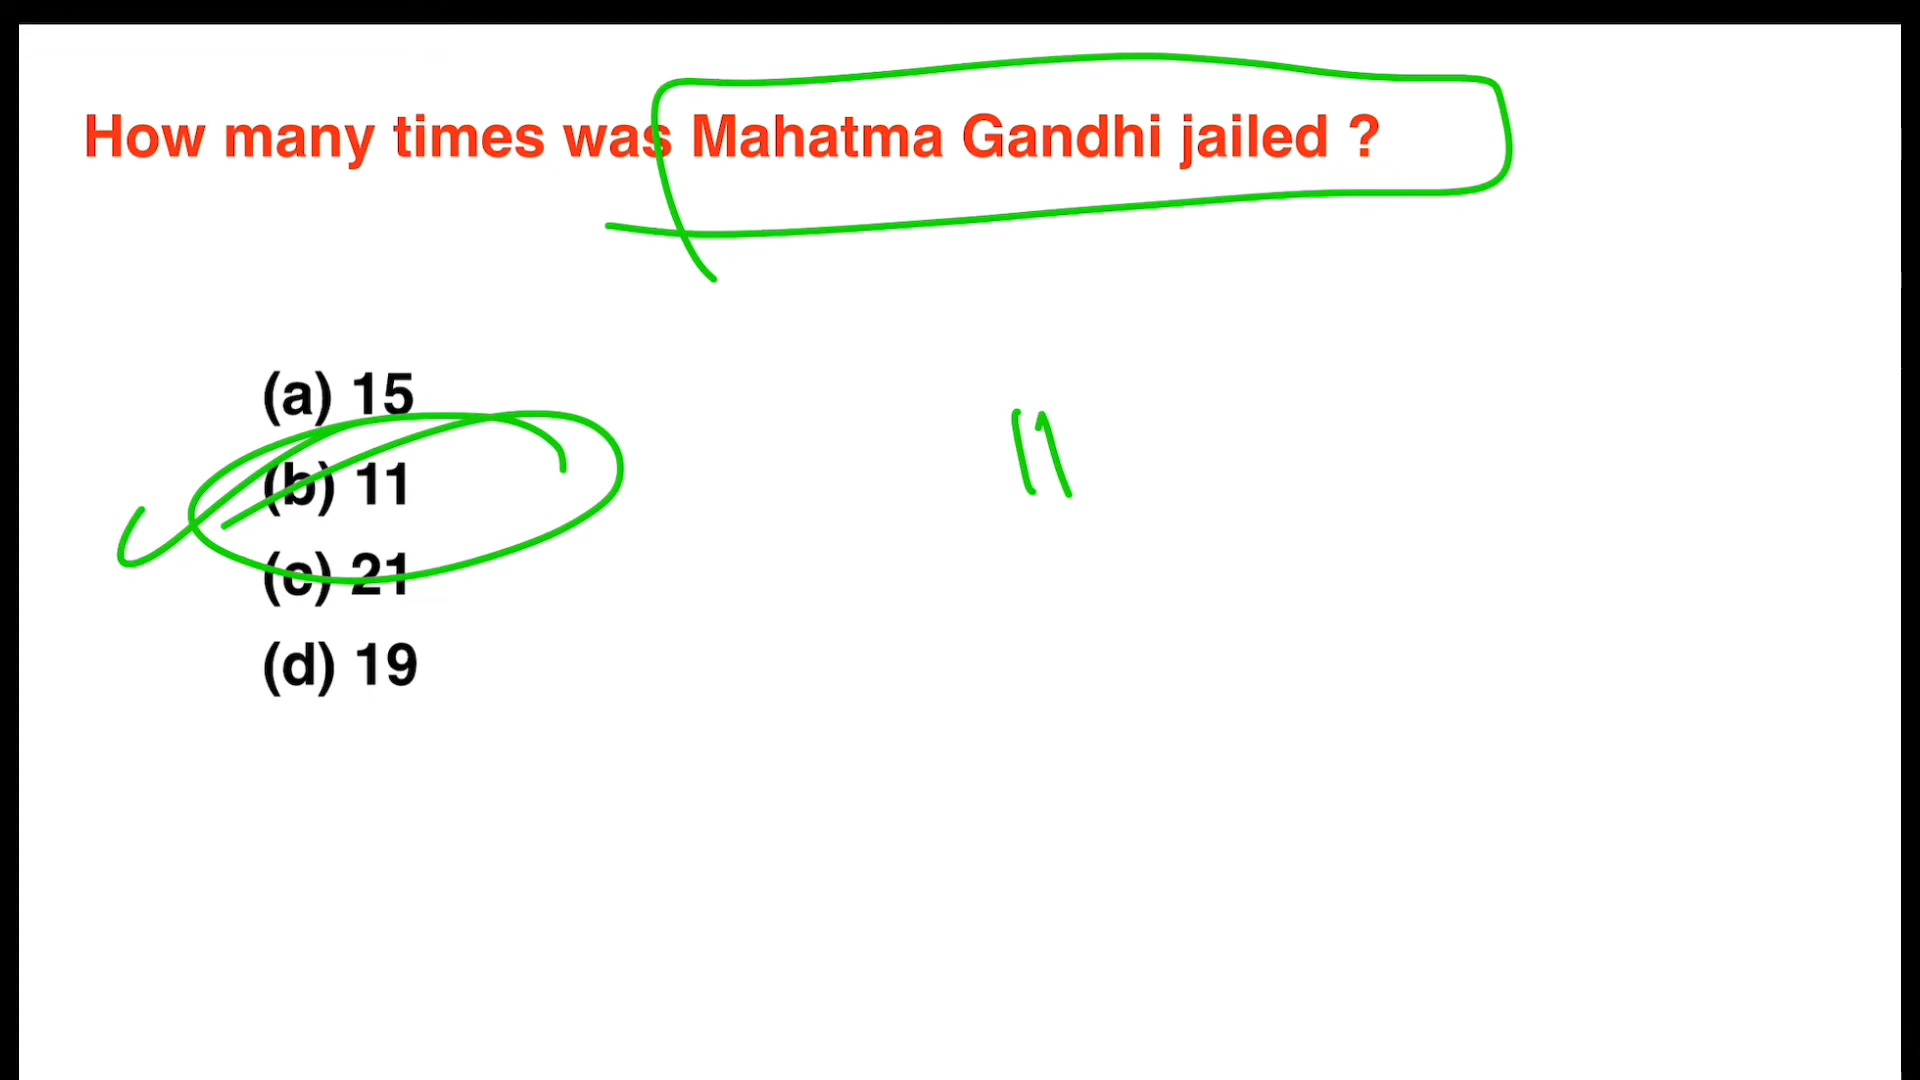 How many times was Mahatma Gandhi jailed ?
(a) 15
(b) 11
11
(c) 21
(d) 19